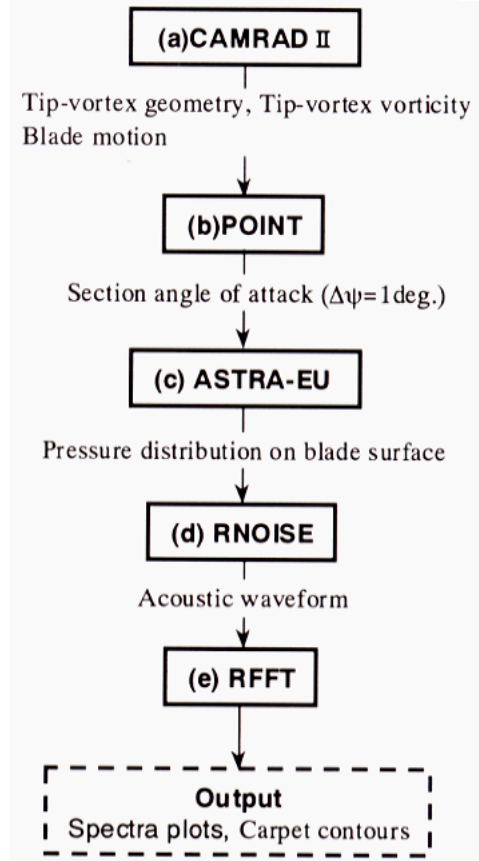 (a)CAMRAD II
Tip-vortex geometry, Tip-vortex vorticity
Blade motion
(b)POINT
Section angle of attack (Δψ=1deg.)
(c) ASTRA-EU
Pressure distribution on blade surface
(d) RNOISE
Acoustic waveform
(e) RFFT
Output
Spectra plots, Carpet contours